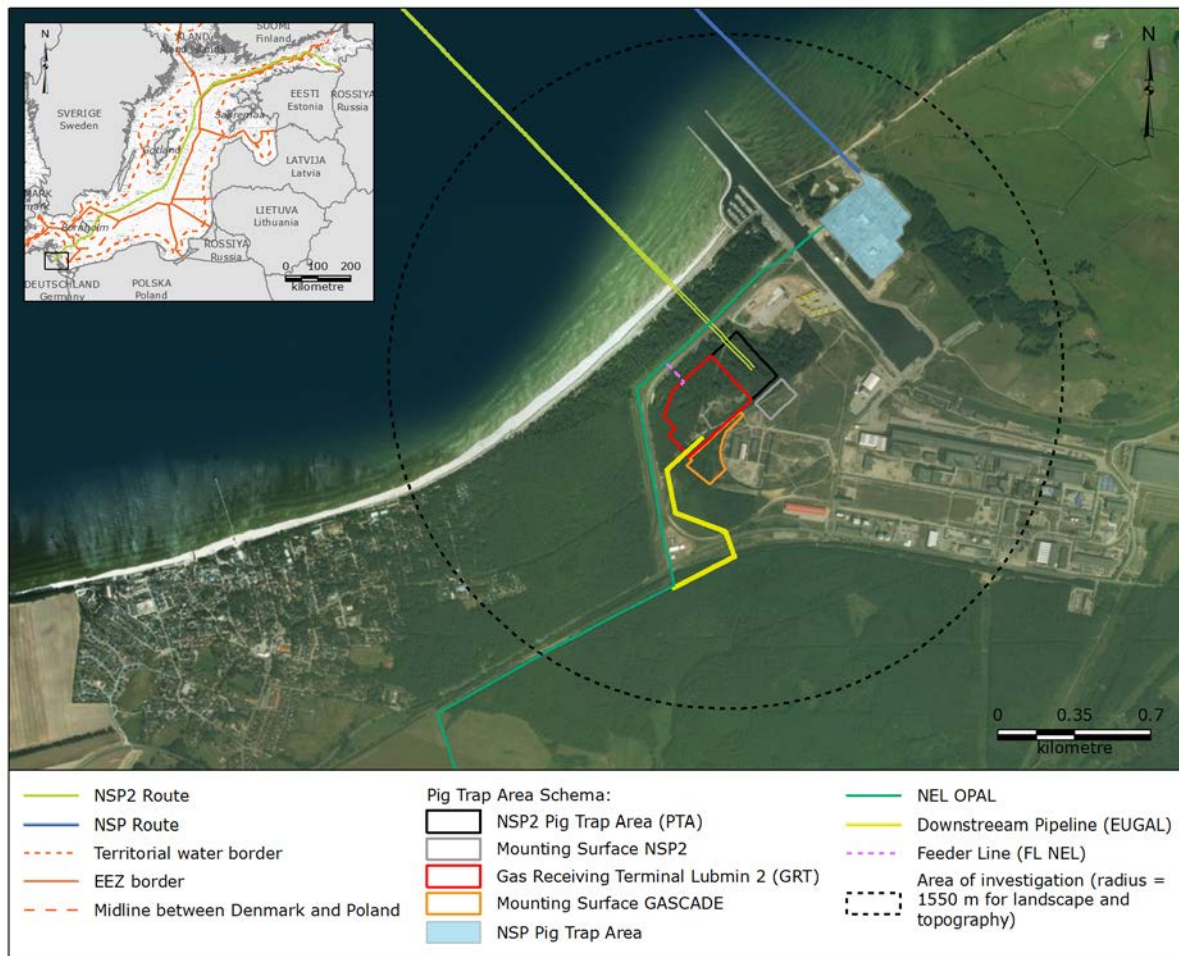 N
ÅLAND
Åland Islands
SUOMI
Finland
EESTI
Estonia
ROSSIYA
Russia
SVERIGE
Sweden
Saaremaa
Gotland
LATVIJA
Latvia
MARK
mark
LIETUVA
Lithuania
Bornholm
ROSSIYA
Russia
DEUTSCHLAND
Germany
POLSKA
Poland
0 100 200
kilometre
N
0 0.35 0.7
kilometre
NSP2 Route
NSP Route
Territorial water border
EEZ border
Midline between Denmark and Poland
Pig Trap Area Schema:
NSP2 Pig Trap Area (PTA)
Mounting Surface NSP2
Gas Receiving Terminal Lubmin 2 (GRT)
Mounting Surface GASCADE
NSP Pig Trap Area
NEL OPAL
Downstreeam Pipeline (EUGAL)
Feeder Line (FL NEL)
Area of investigation (radius =
1550 m for landscape and
topography)